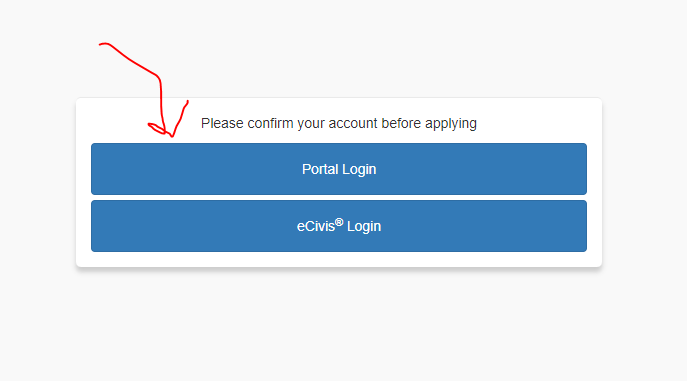 Please confirm your account before applying
Portal Login
eCivis® Login